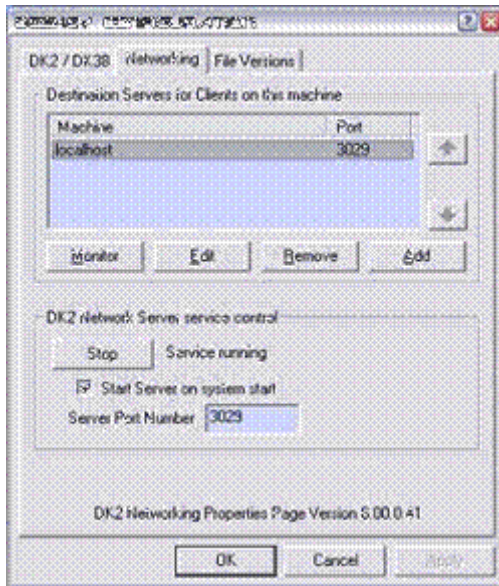 DK2 / DK3B Networking File Versions
Destination Servers for Clients on this machine
Machine Port
localhost 3029
Monitor Edit Remove Add
DK2 Network Server service control
Stop Service running
Start Server on system start
Server Port Number 3029
DK2 Networking Properties Page Version
OK Cancel Apply